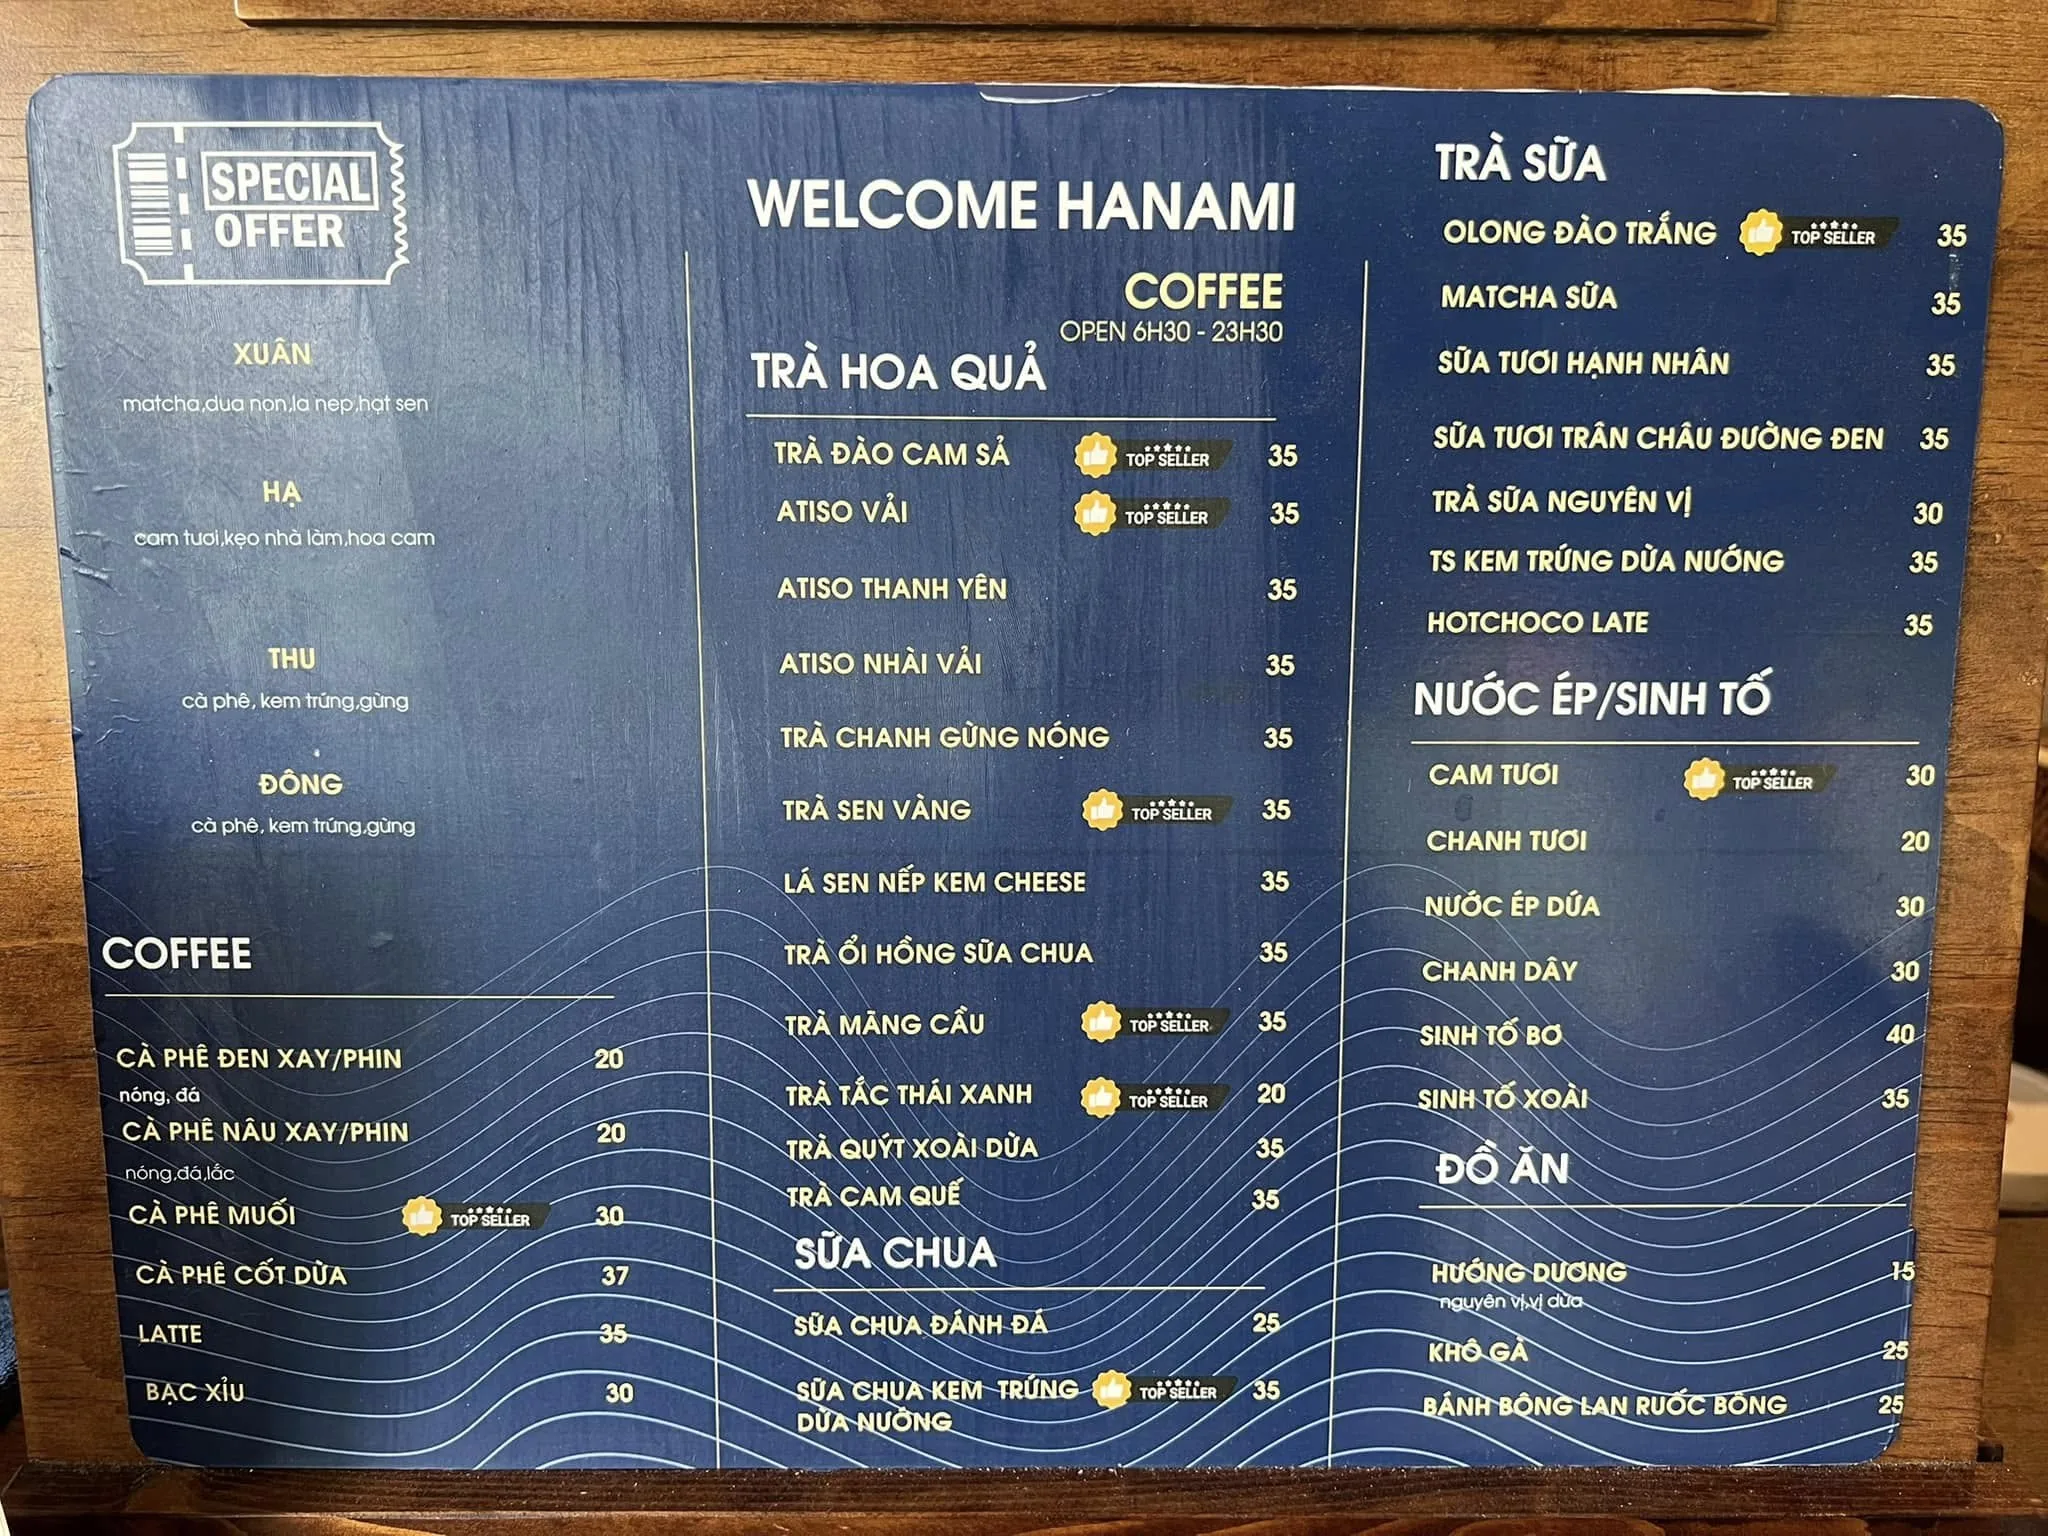 SPECIAL
OFFER
XUÂN
matcha,dua non,la nep,hạt sen
HẠ
cam tươi,kẹo nhà làm,hoa cam
THU
cà phê, kem trứng,gừng
ĐÔNG
cà phê, kem trứng,gừng
COFFEE
CÀ PHÊ ĐEN XAY/PHIN 20
nóng, đá
CÀ PHÊ NÂU XAY/PHIN 20
nóng,đá,lắc
CÀ PHÊ MUỐI TOP SELLER 30
CÀ PHÊ CỐT DỪA 37
LATTE 35
BẠC XỈU 30
WELCOME HANAMI
COFFEE
OPEN 6H30 - 23H30
TRÀ HOA QUẢ
TRÀ ĐÀO CAM SẢ TOP SELLER 35
ATISO VẢI TOP SELLER 35
ATISO THANH YÊN 35
ATISO NHÀI VẢI 35
TRÀ CHANH GỪNG NÓNG 35
TRÀ SEN VÀNG TOP SELLER 35
LÁ SEN NẾP KEM CHEESE 35
TRÀ ỔI HỒNG SỮA CHUA 35
TRÀ MÃNG CẦU TOP SELLER 35
TRÀ TẮC THÁI XANH TOP SELLER 20
TRÀ QUÝT XOÀI DỪA 35
TRÀ CAM QUẾ 35
SỮA CHUA
SỮA CHUA ĐÁNH ĐÁ 25
SỮA CHUA KEM TRỨNG TOP SELLER 35
DỪA NƯỚNG
TRÀ SỮA
OLONG ĐÀO TRẮNG TOP SELLER 35
MATCHA SỮA 35
SỮA TƯƠI HẠNH NHÂN 35
SỮA TƯƠI TRÂN CHÂU ĐƯỜNG ĐEN 35
TRÀ SỮA NGUYÊN VỊ 30
TS KEM TRỨNG DỪA NƯỚNG 35
HOTCHOCO LATE 35
NƯỚC ÉP/SINH TỐ
CAM TƯƠI TOP SELLER 30
CHANH TƯƠI 20
NƯỚC ÉP DỨA 30
CHANH DÂY 30
SINH TỐ BƠ 40
SINH TỐ XOÀI 35
ĐỒ ĂN
HƯỚNG DƯƠNG 15
nguyên vị,vị dừa
KHÔ GÀ 25
BÁNH BÔNG LAN RUỐC BÔNG 25